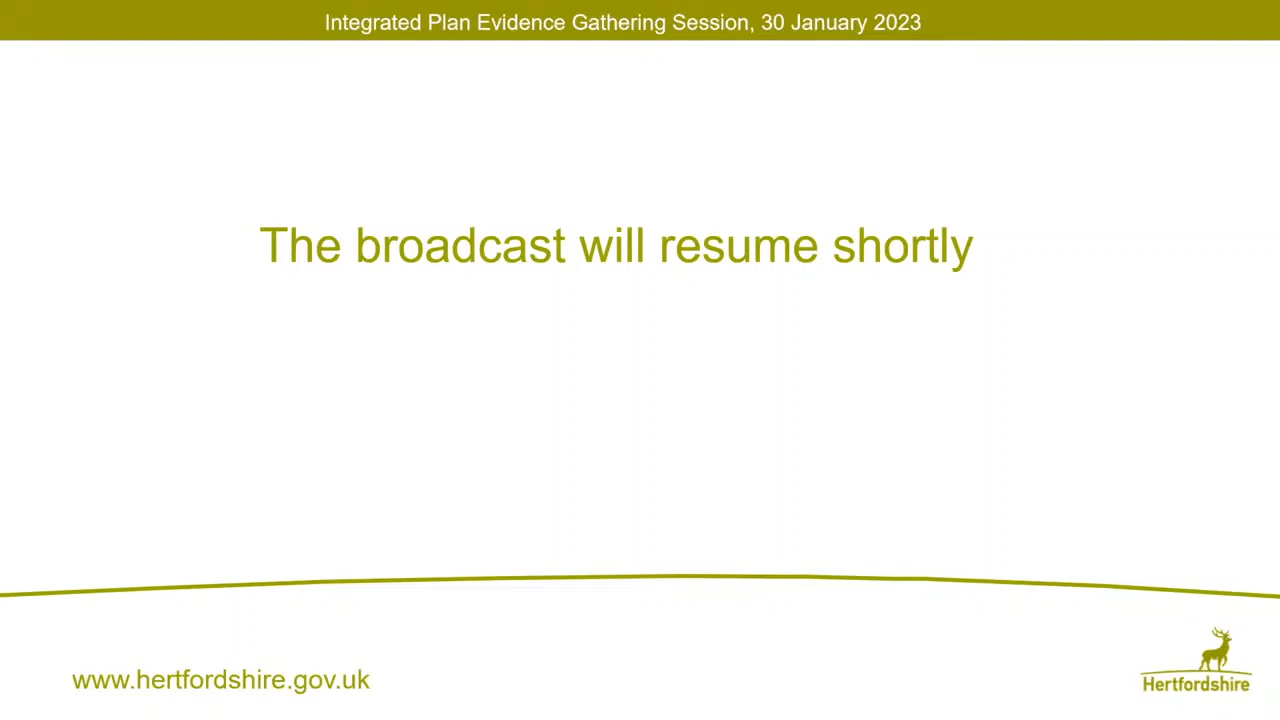 Integrated Plan Evidence Gathering Session, 30 January 2023
The broadcast will resume shortly
www.hertfordshire.gov.uk
Hertfordshire